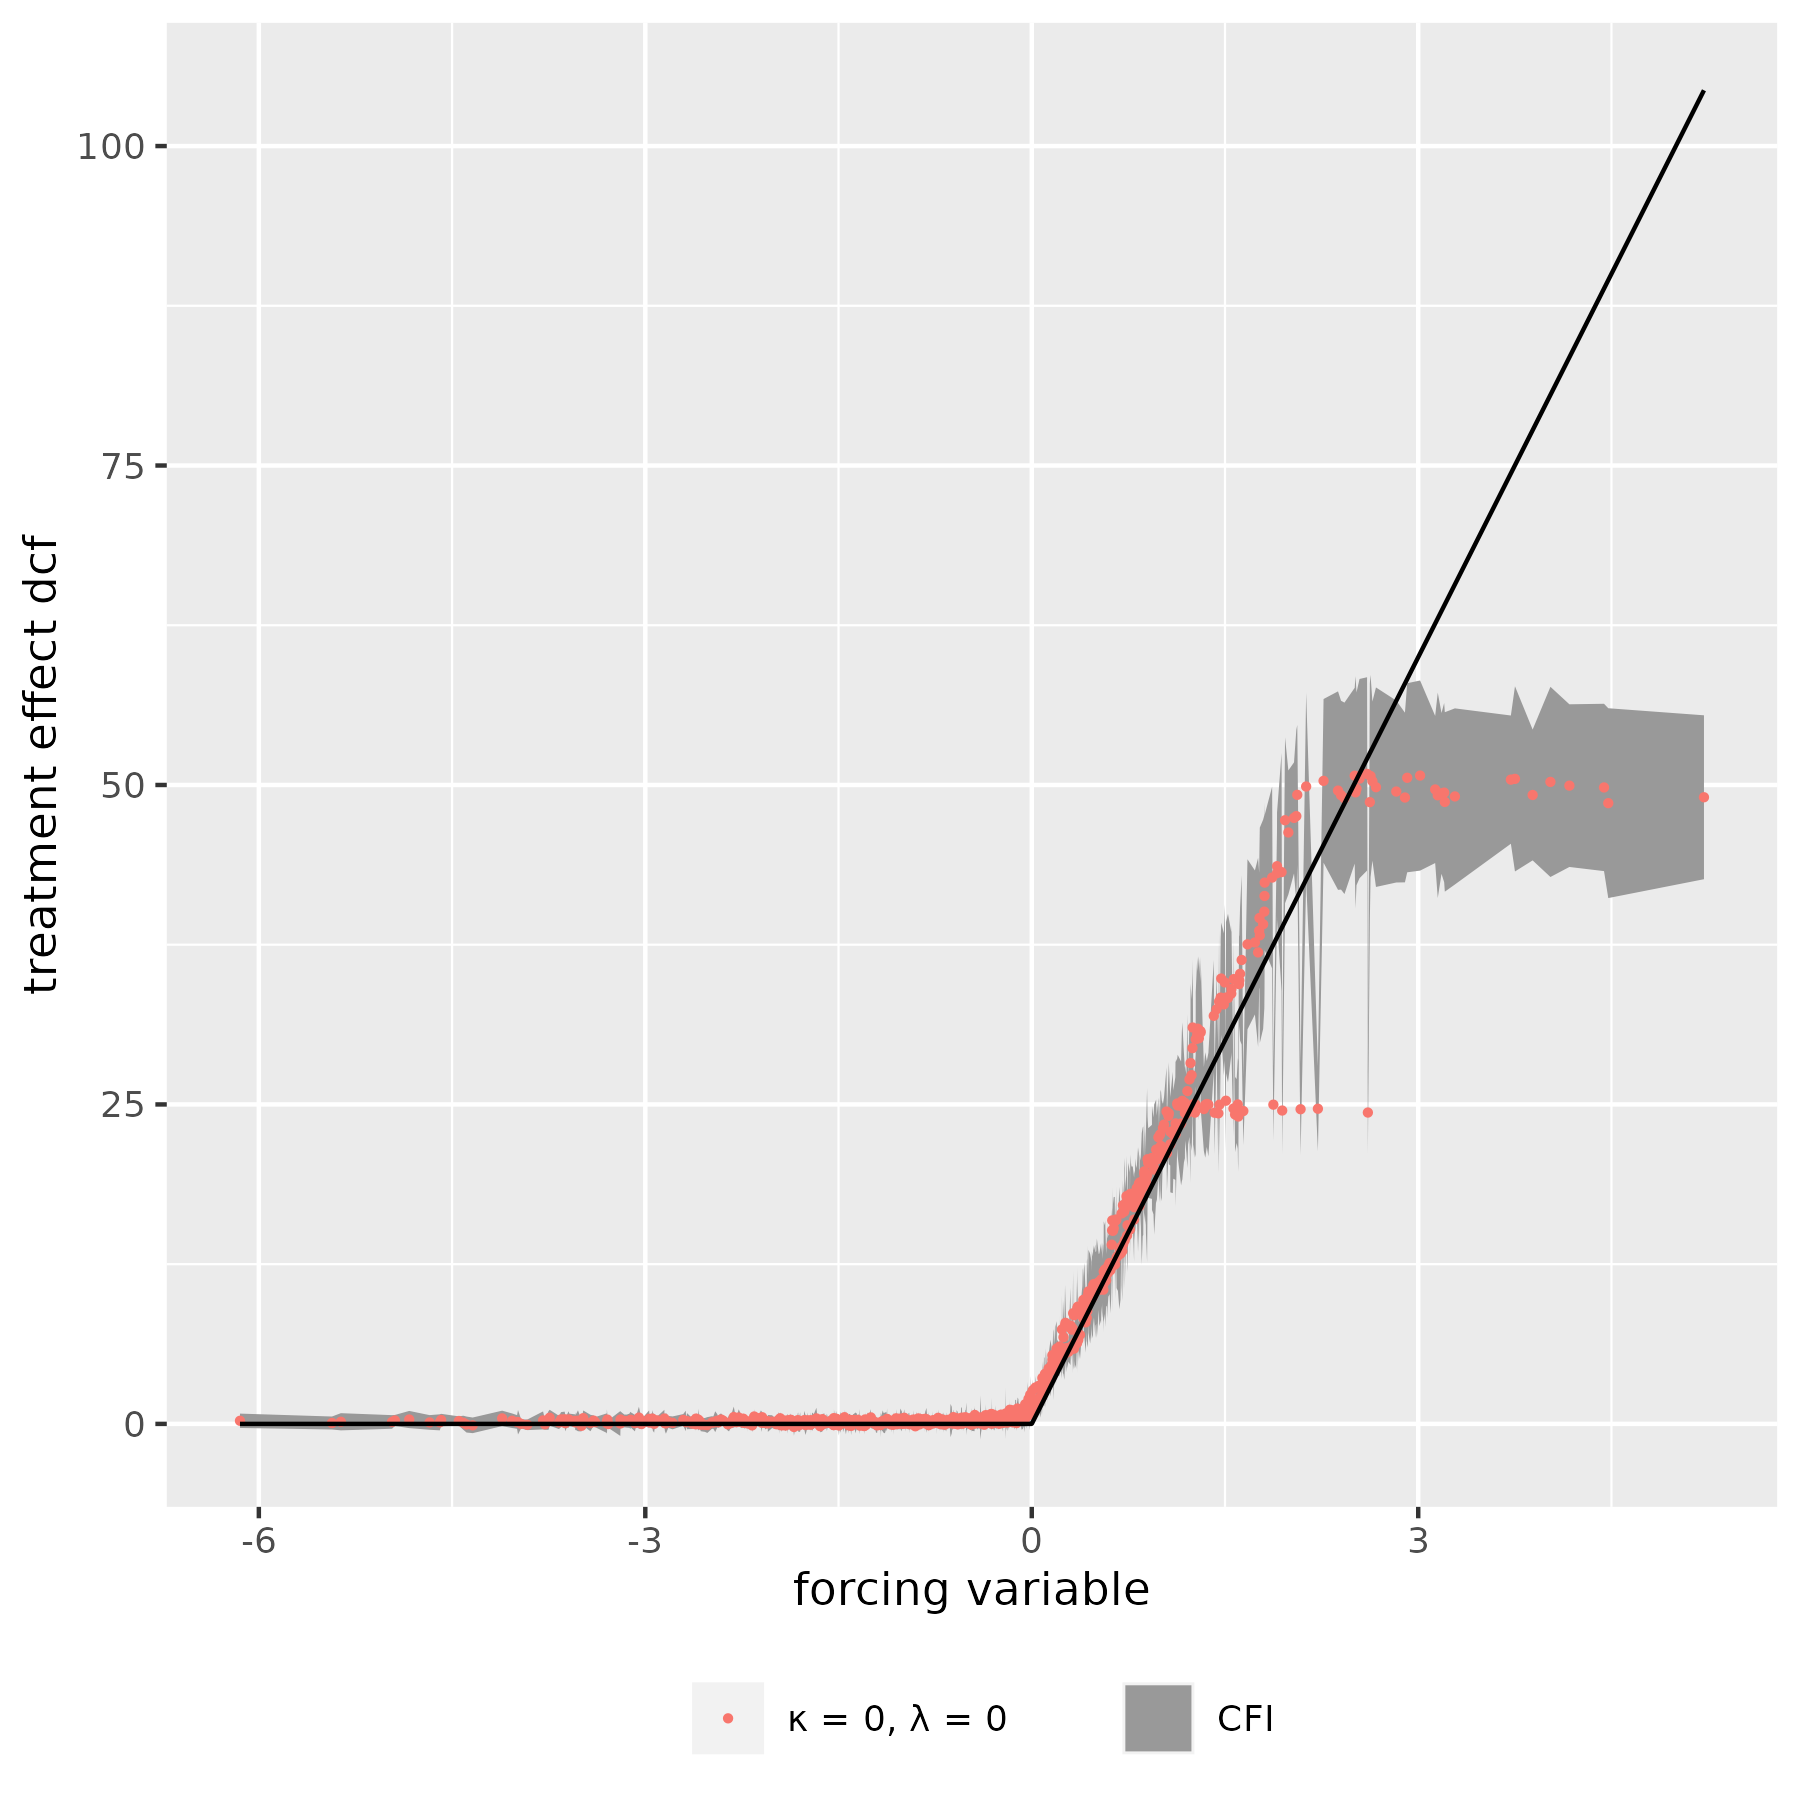 treatment effect dcf
100
75
50
25
0
-6 -3 0 3
forcing variable
κ = 0, λ = 0 CFI